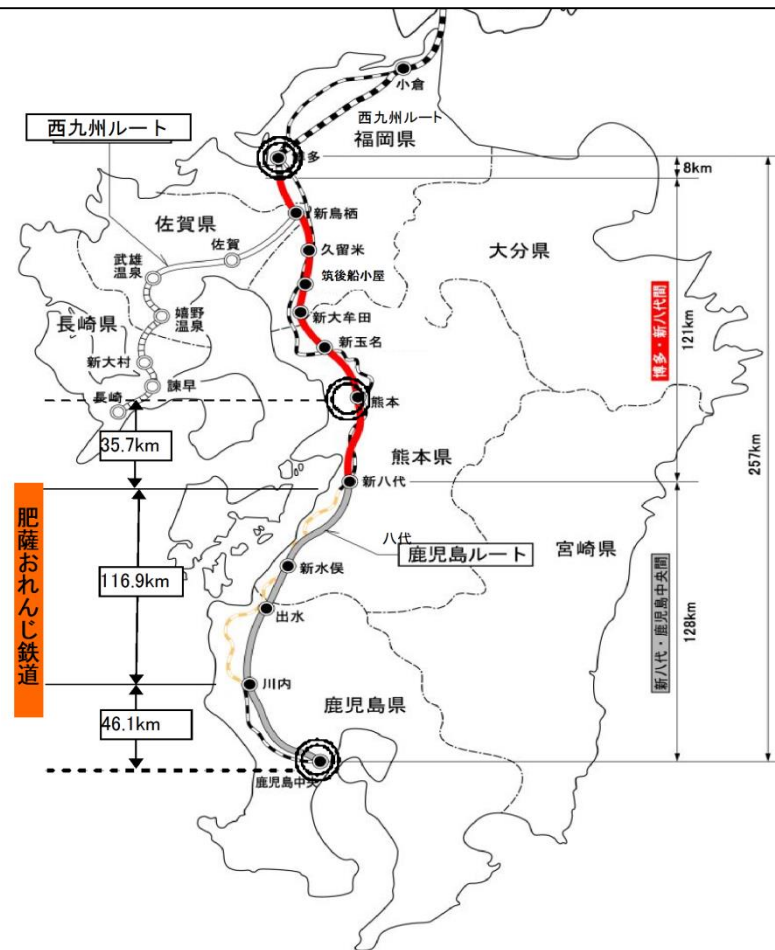 小倉
西九州ルート
西九州ルート
福岡県
博多
8km
佐賀県
新鳥栖
佐賀
久留米
大分県
武雄
温泉
筑後船小屋
長崎県
嬉野
温泉
新大牟田
新玉名
博多・新八代間
121km
新大村
諫早
長崎
熊本
35.7km
熊本県
257km
新八代
肥薩おれんじ鉄道
八代
鹿児島ルート
宮崎県
116.9km
新水俣
出水
新八代・鹿児島中央間
128km
川内
鹿児島県
46.1km
鹿児島中央